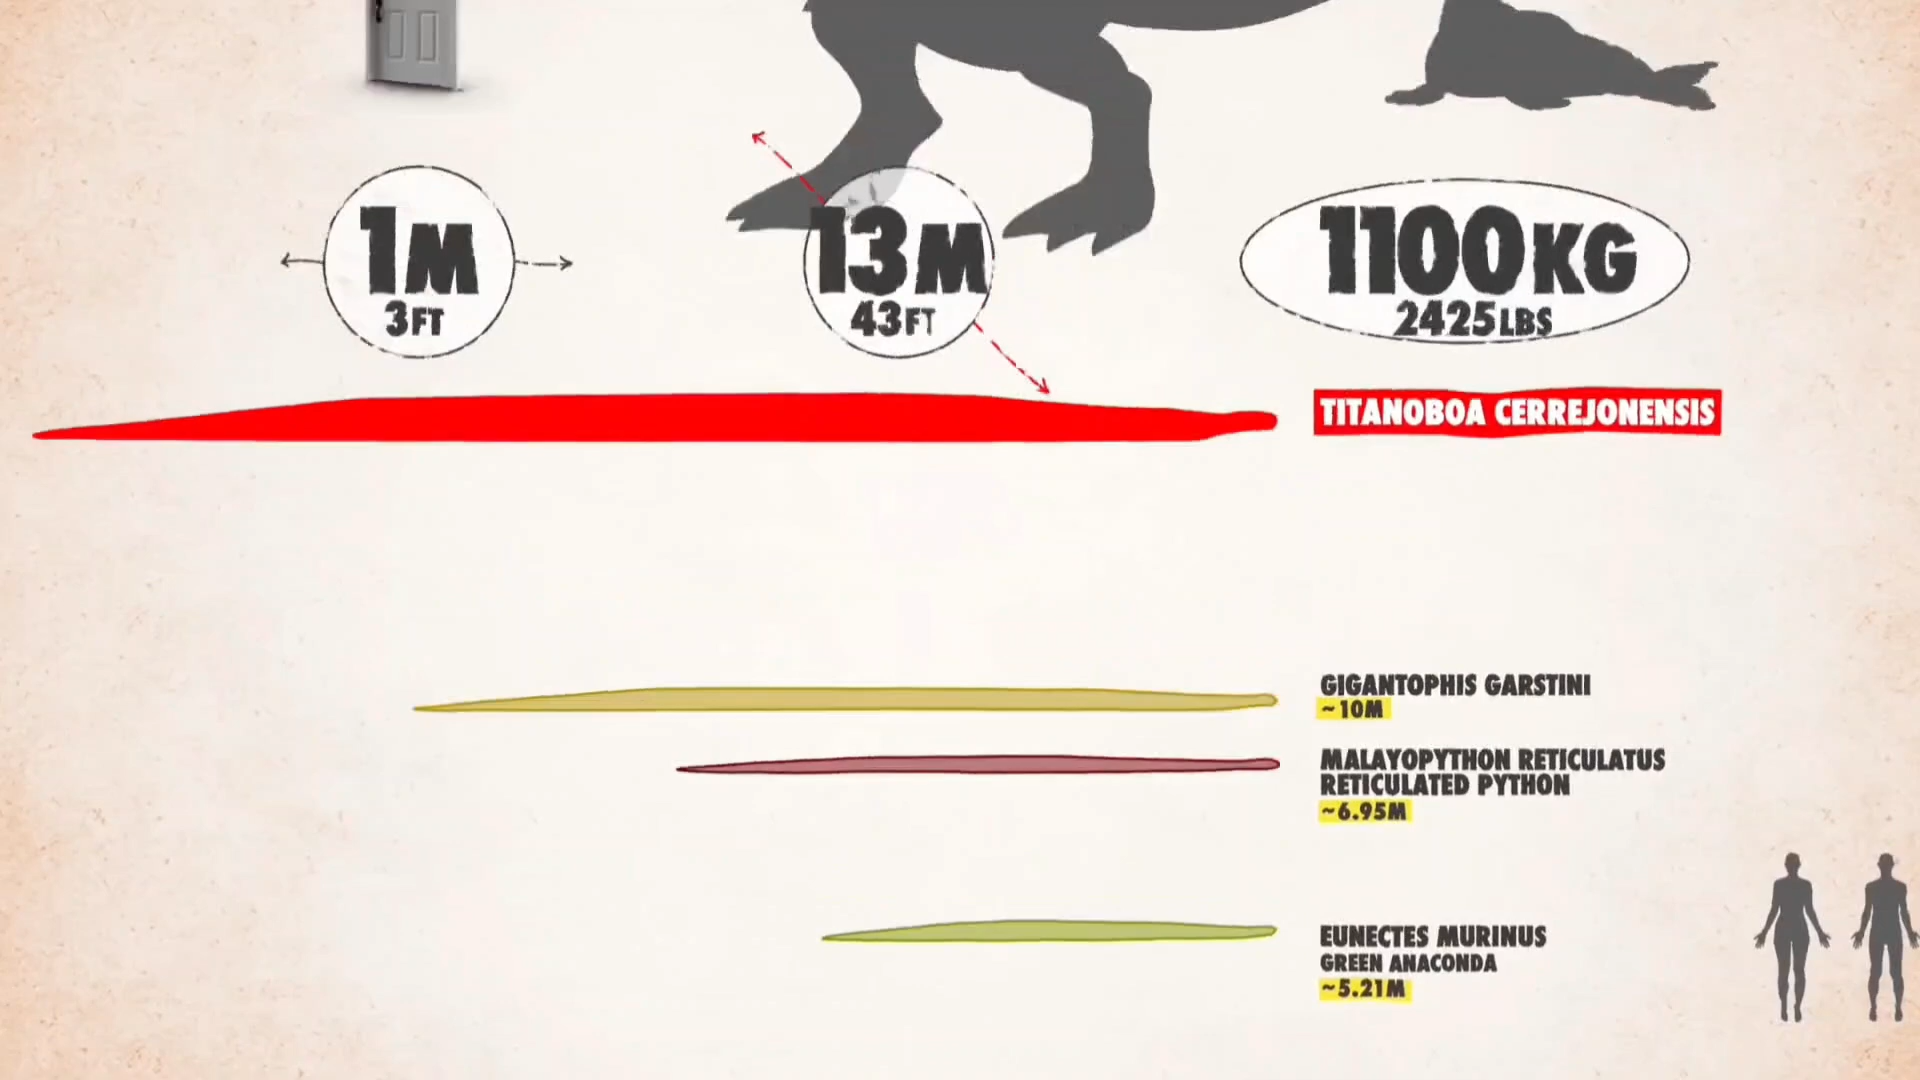 1M
3FT
13M
43FT
1100KG
2425LBS
TITANOBOA CERREJONENSIS
GIGANTOPHIS GARSTINI
~10M
MALAYOPYTHON RETICULATUS
RETICULATED PYTHON
~6.95M
EUNECTES MURINUS
GREEN ANACONDA
~5.21M